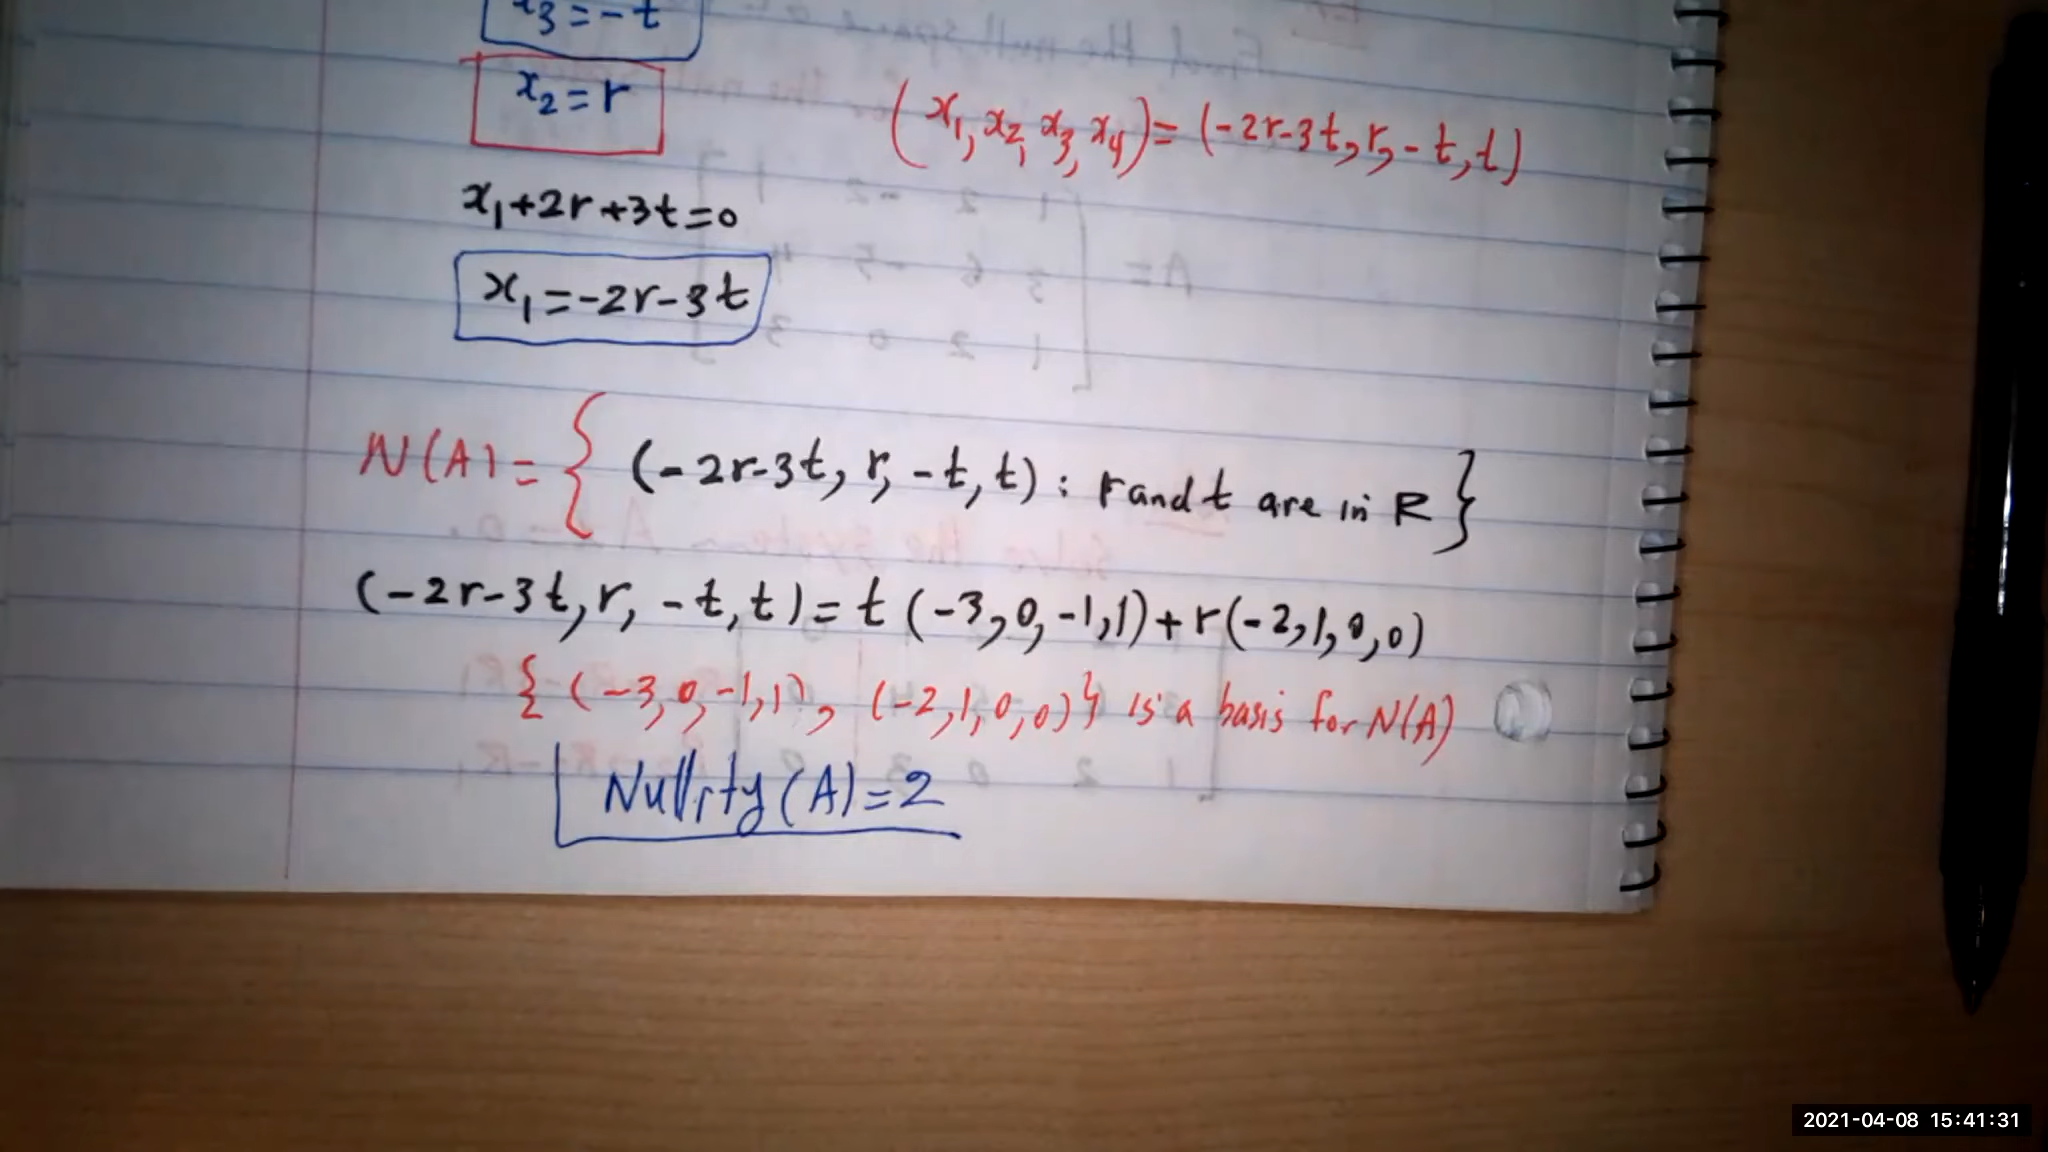 x₃=-t
x₂=r
(x₁, x₂, x₃, x₄)=(-2r-3t, r, -t, t)
x₁+2r+3t=0
x₁=-2r-3t
N(A)={ (-2r-3t, r, -t, t) : r and t are in R }
(-2r-3t, r, -t, t)=t(-3,0,-1,1)+r(-2,1,0,0)
{ (-3,0,-1,1), (-2,1,0,0)} is a basis for N(A)
Nullity(A)=2
2021-04-08 15:41:31